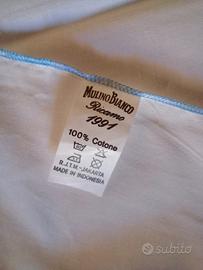 MULINO BIANCO
Ricamo
1991
100% Cotone
R.J.T.M.-JAKARTA
MADE IN INDONESIA
subito